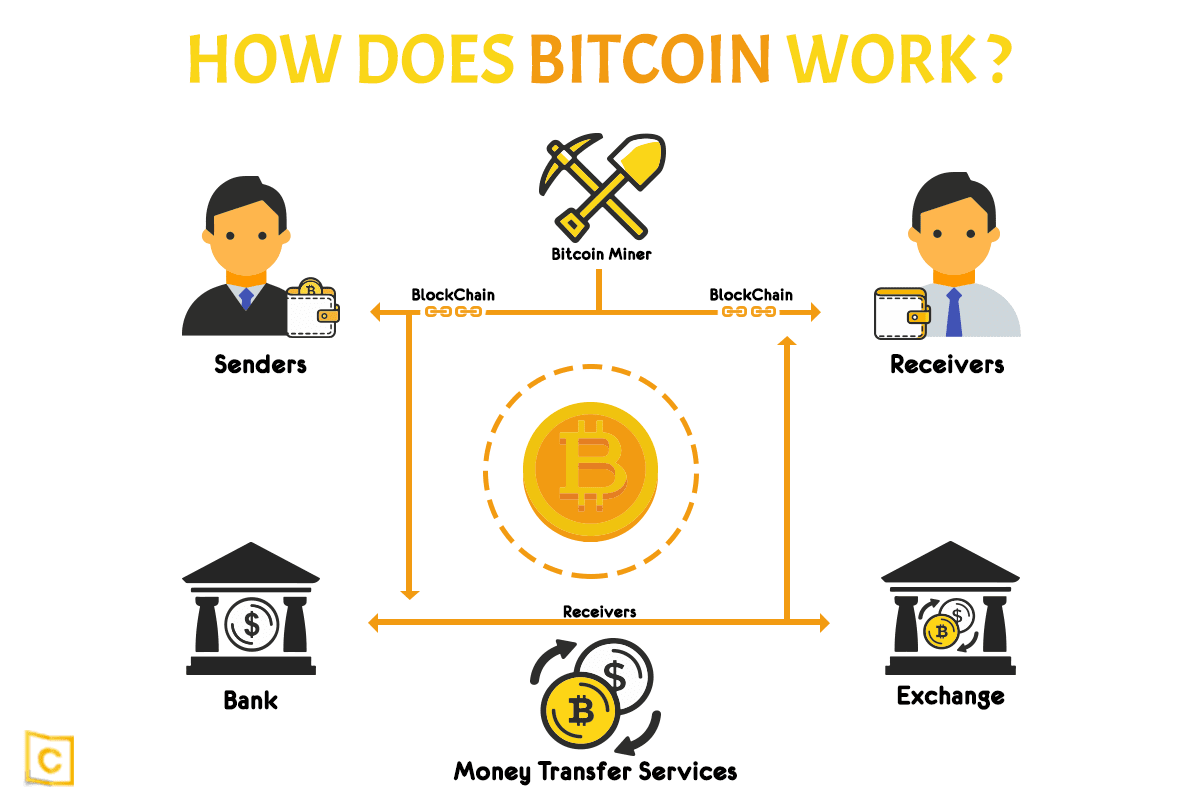 HOW DOES BITCOIN WORK?
Bitcoin Miner
BlockChain
BlockChain
Senders
Receivers
Receivers
Bank
Exchange
Money Transfer Services
C